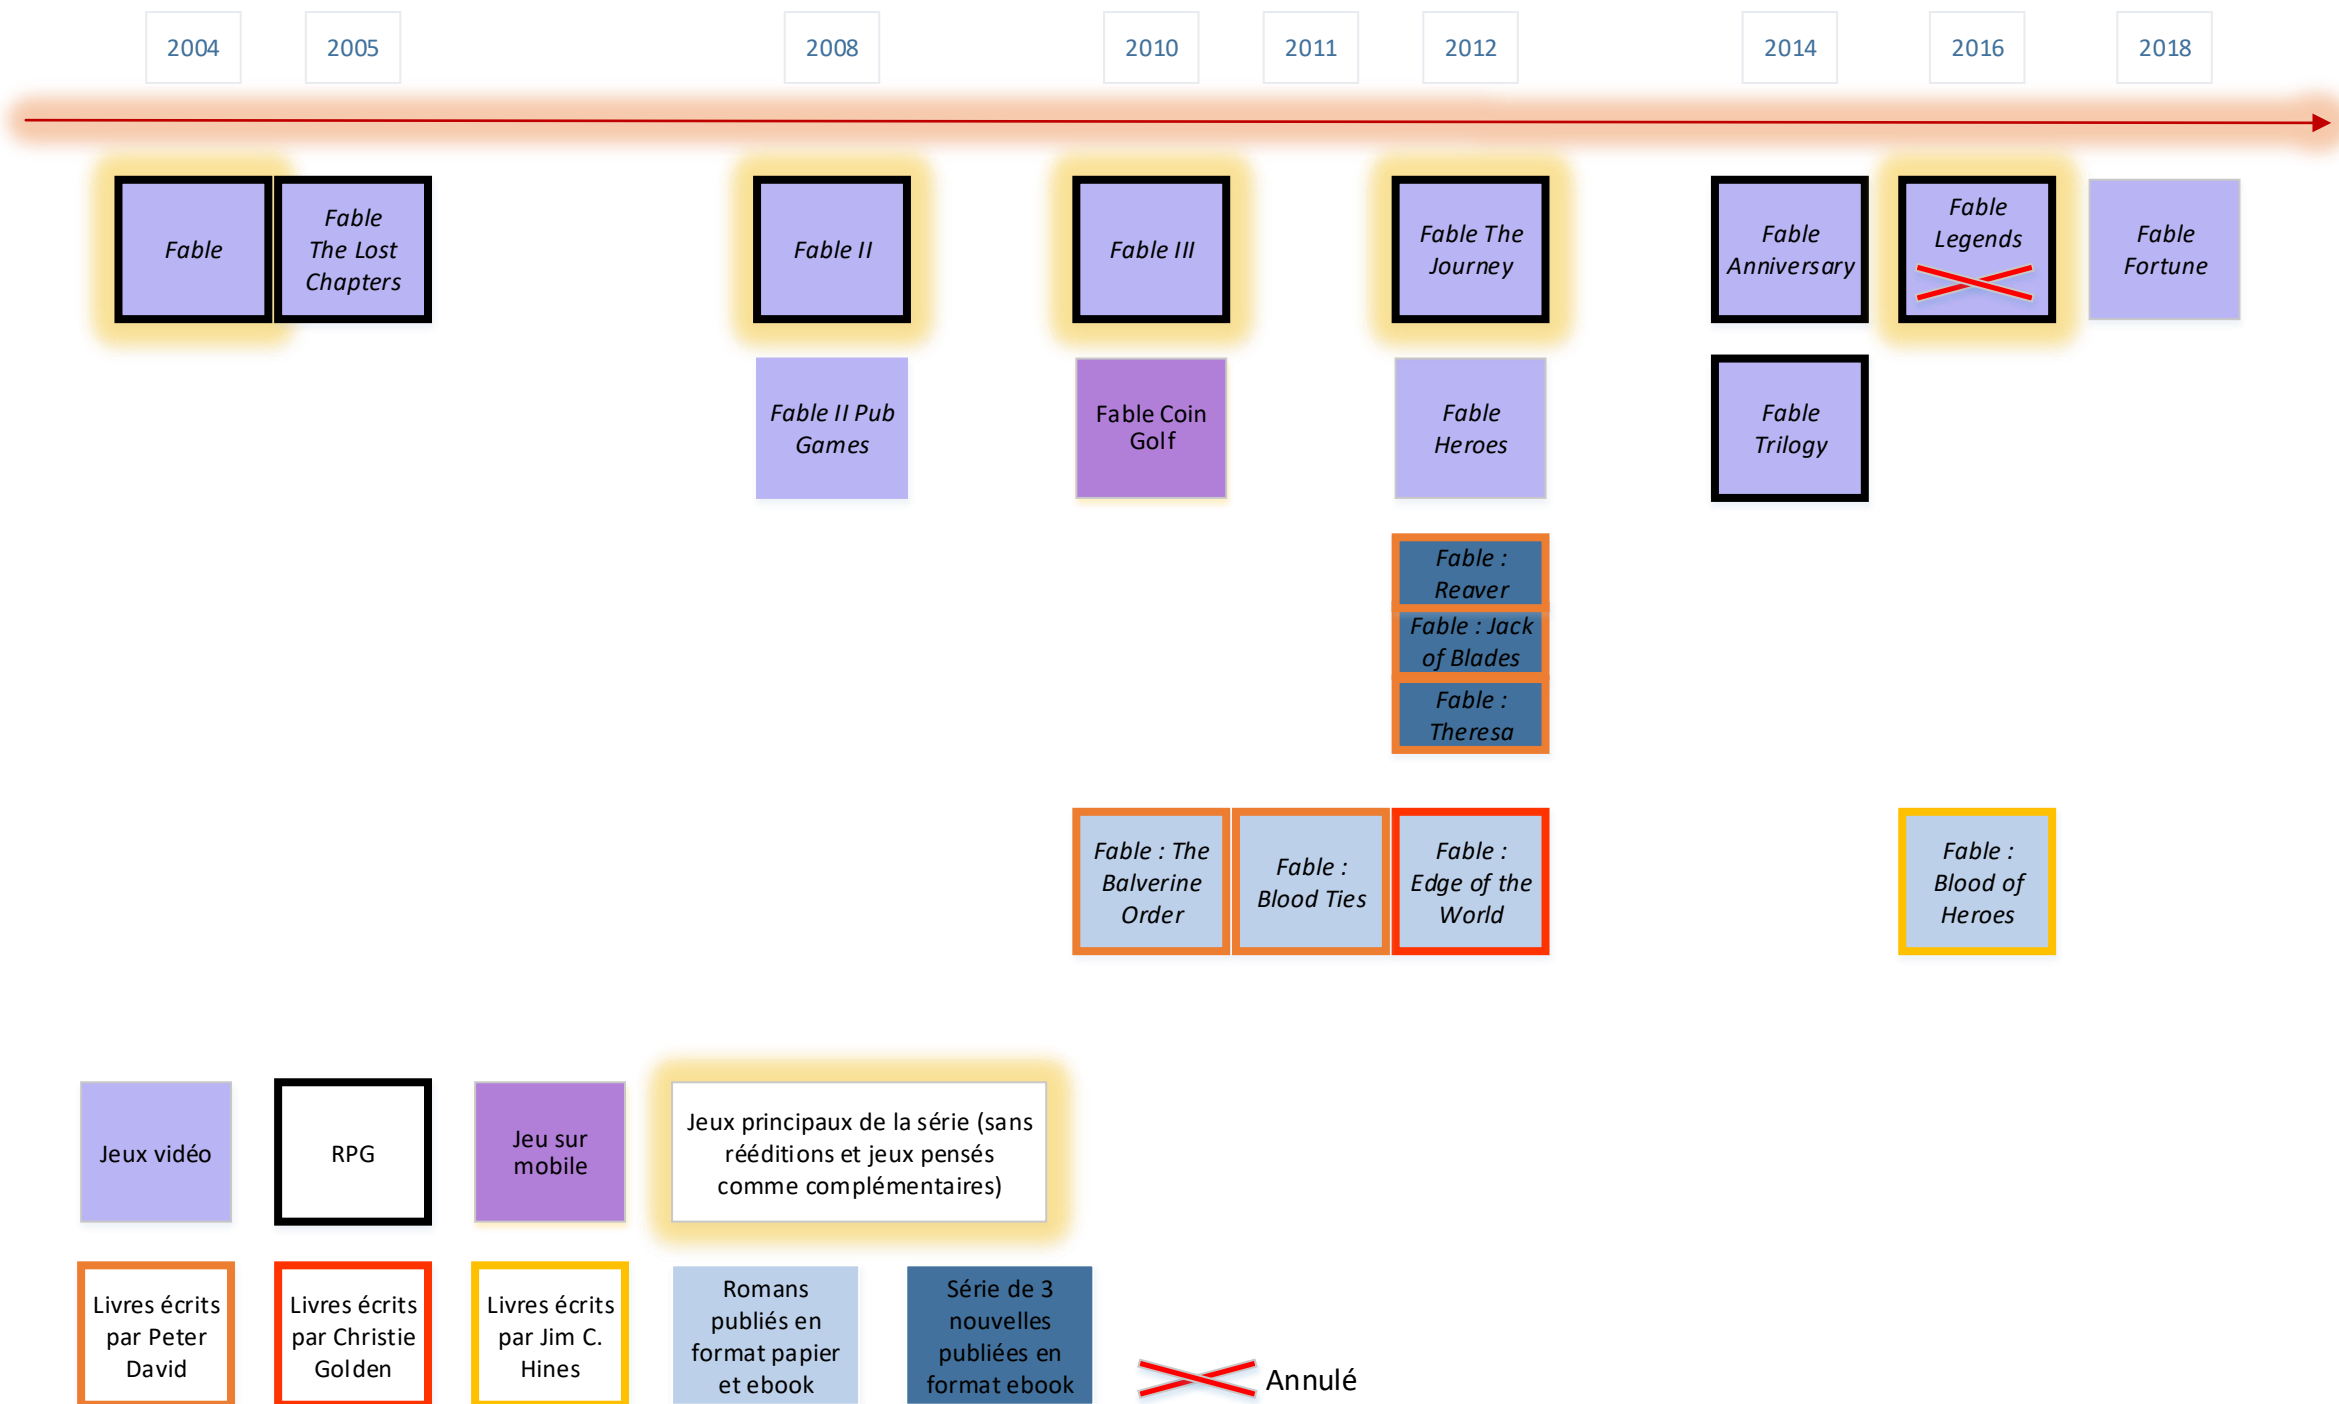 2004
2005
2008
2010
2011
2012
2014
2016
2018
Fable
Fable
The Lost
Chapters
Fable II
Fable III
Fable The
Journey
Fable
Anniversary
Fable
Legends
Fable
Fortune
Fable II Pub
Games
Fable Coin
Golf
Fable
Heroes
Fable
Trilogy
Fable :
Reaver
Fable : Jack
of Blades
Fable :
Theresa
Fable : The
Balverine
Order
Fable :
Blood Ties
Fable :
Edge of the
World
Fable :
Blood of
Heroes
Jeux vidéo
RPG
Jeu sur
mobile
Jeux principaux de la série (sans
rééditions et jeux pensés
comme complémentaires)
Livres écrits
par Peter
David
Livres écrits
par Christie
Golden
Livres écrits
par Jim C.
Hines
Romans
publiés en
format papier
et ebook
Série de 3
nouvelles
publiées en
format ebook
Annulé